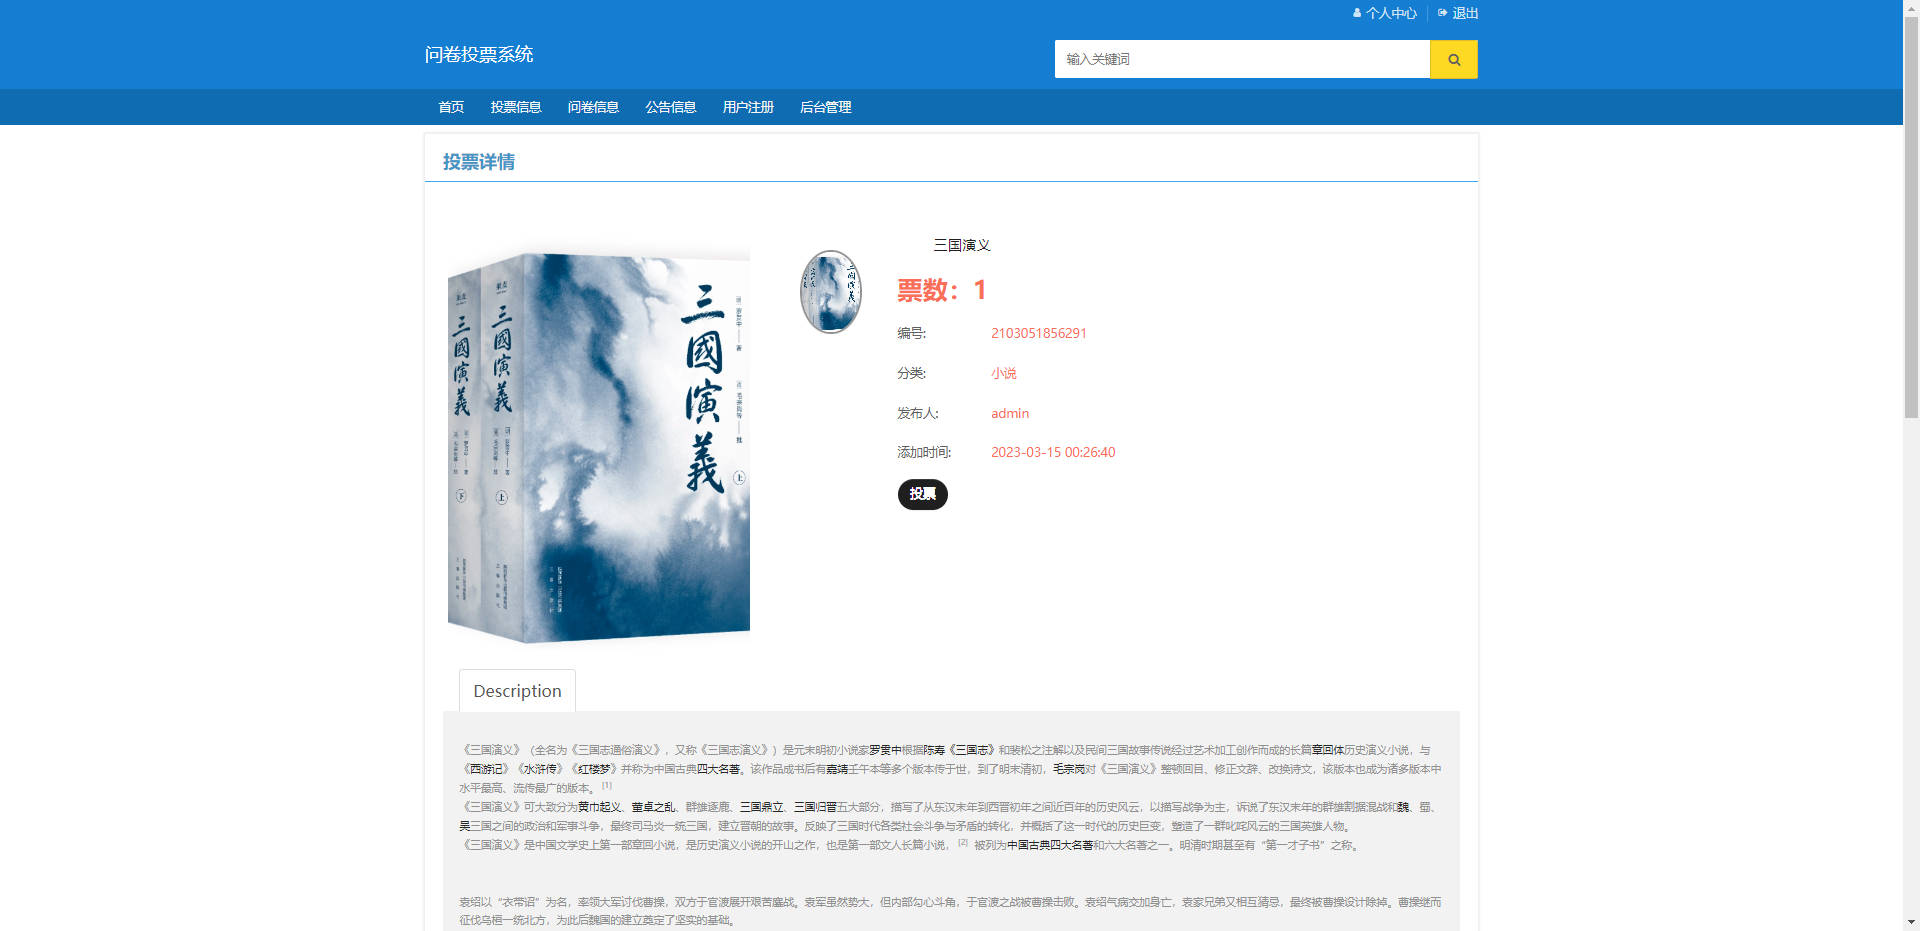 个人中心 退出
问卷投票系统
输入关键词
首页 投票信息 问卷信息 公告信息 用户注册 后台管理
投票详情
三国演义
票数：1
编号: 2103051856291
分类: 小说
发布人: admin
添加时间: 2023-03-15 00:26:40
投票
三國演義
三國演義
三國演義
上
下
上
Description
《三国演义》（全名为《三国志通俗演义》，又称《三国志演义》）是元末明初小说家罗贯中根据陈寿《三国志》和裴松之注解以及民间三国故事传说经过艺术加工创作而成的长篇章回体历史演义小说，与
《西游记》《水浒传》《红楼梦》并称为中国古典四大名著。该作品成书后有嘉靖壬午本等多个版本传于世，到了明末清初，毛宗岗对《三国演义》整顿回目、修正文辞、改换诗文，该版本也成为诸多版本中
水平最高、流传最广的版本。 [1]
《三国演义》可大致分为黄巾起义、董卓之乱、群雄逐鹿、三国鼎立、三国归晋五大部分，描写了从东汉末年到西晋初年之间近百年的历史风云，以描写战争为主，诉说了东汉末年的群雄割据混战和魏、蜀、
吴三国之间的政治和军事斗争，最终司马炎一统三国，建立晋朝的故事。反映了三国时代各类社会斗争与矛盾的转化，并概括了这一时代的历史巨变，塑造了一群叱咤风云的三国英雄人物。
《三国演义》是中国文学史上第一部章回小说，是历史演义小说的开山之作，也是第一部文人长篇小说， [2] 被列为中国古典四大名著和六大名著之一。明清时期甚至有“第一才子书”之称。
袁绍以“衣带诏”为名，率领大军讨伐曹操，双方于官渡展开艰苦鏖战。袁军虽然势大，但内部勾心斗角，于官渡之战被曹操击败。袁绍气病交加身亡，袁家兄弟又相互猜忌，最终被曹操设计除掉。曹操继而
征伐乌桓一统北方，为此后魏国的建立奠定了坚实的基础。